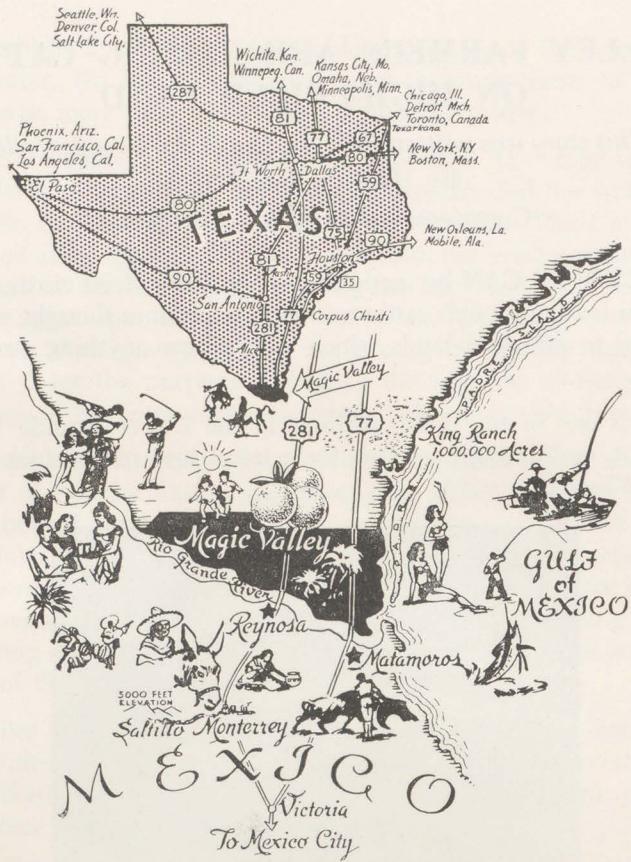 Seattle, Wn.
Denver, Col.
Salt Lake City,
287
Wichita, Kan.
Winnepeg, Can.
Kansas City, Mo.
Omaha, Neb.
Minneapolis, Minn.
Chicago, Ill.
Detroit. Mich.
Toronto, Canada
Texarkana
81
77
67
80
New York, N.Y
Boston, Mass.
Phoenix, Ariz.
San Francisco, Cal.
Los Angeles, Cal.
El Paso
Ft Worth
Dallas
59
80
TEXAS
75
New Orleans, La.
Mobile, Ala.
90
Houston
81
Austin
59
35
90
San Antonio
281
77
Corpus Christi
Alice
Magic Valley
PADRE ISLAND
281
77
King Ranch
1,000,000 Acres
Magic Valley
PADRE
GULF
of
MEXICO
Rio Grande River
Reynosa
Matamoros
5000 FEET
ELEVATION
Saltillo
Monterrey
MEXICO
Victoria
To Mexico City